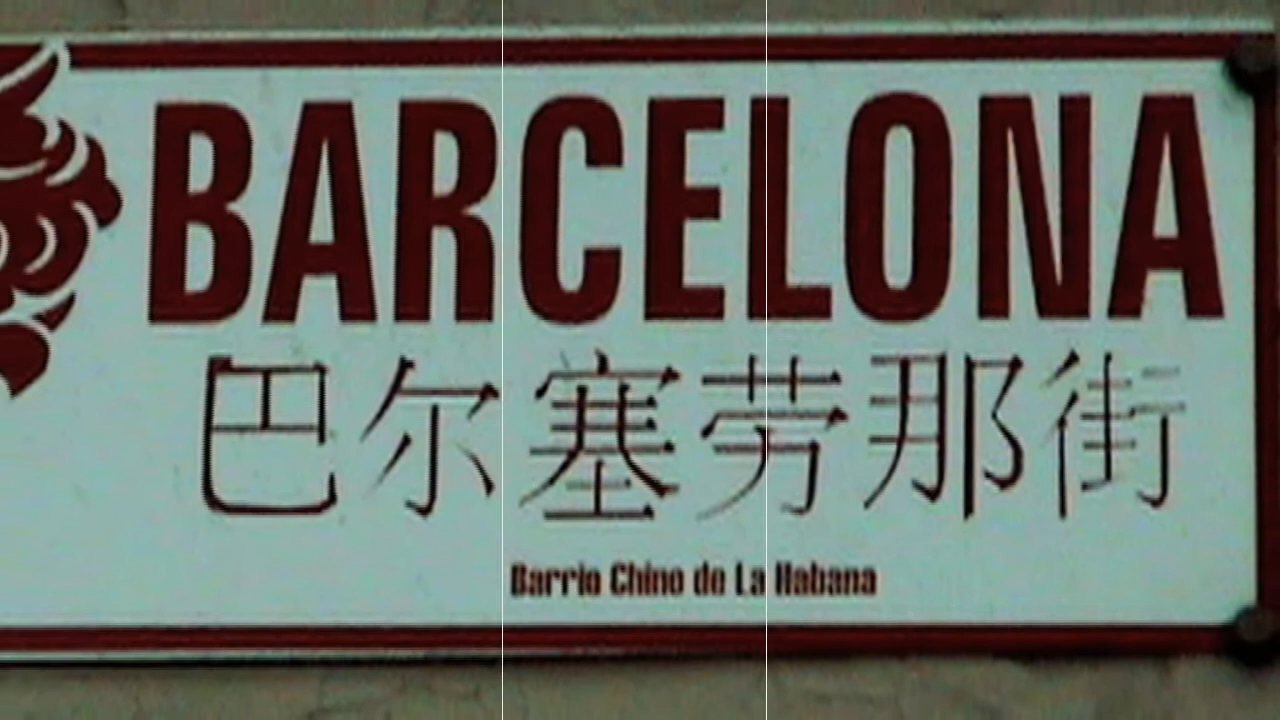 BARCELONA
巴尔塞劳那街
Barrio Chino de La Habana